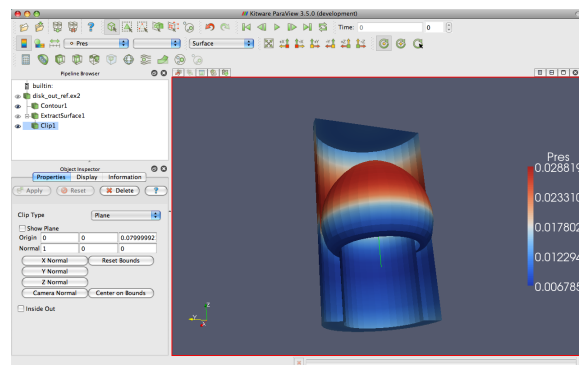 Kitware ParaView 3.5.0 (development)
Time: 0 0
Pres Surface
Pipeline Browser
builtin:
disk_out_ref.ex2
Contour1
ExtractSurface1
Clip1
Object Inspector
Properties Display Information
Apply Reset Delete ?
Clip Type Plane
Show Plane
Origin 0 0 0.07999992
Normal 1 0 0
X Normal Reset Bounds
Y Normal
Z Normal
Camera Normal Center on Bounds
Inside Out
Pres
0.028819
0.023310
0.017802
0.012294
0.006785
Z
Y
X